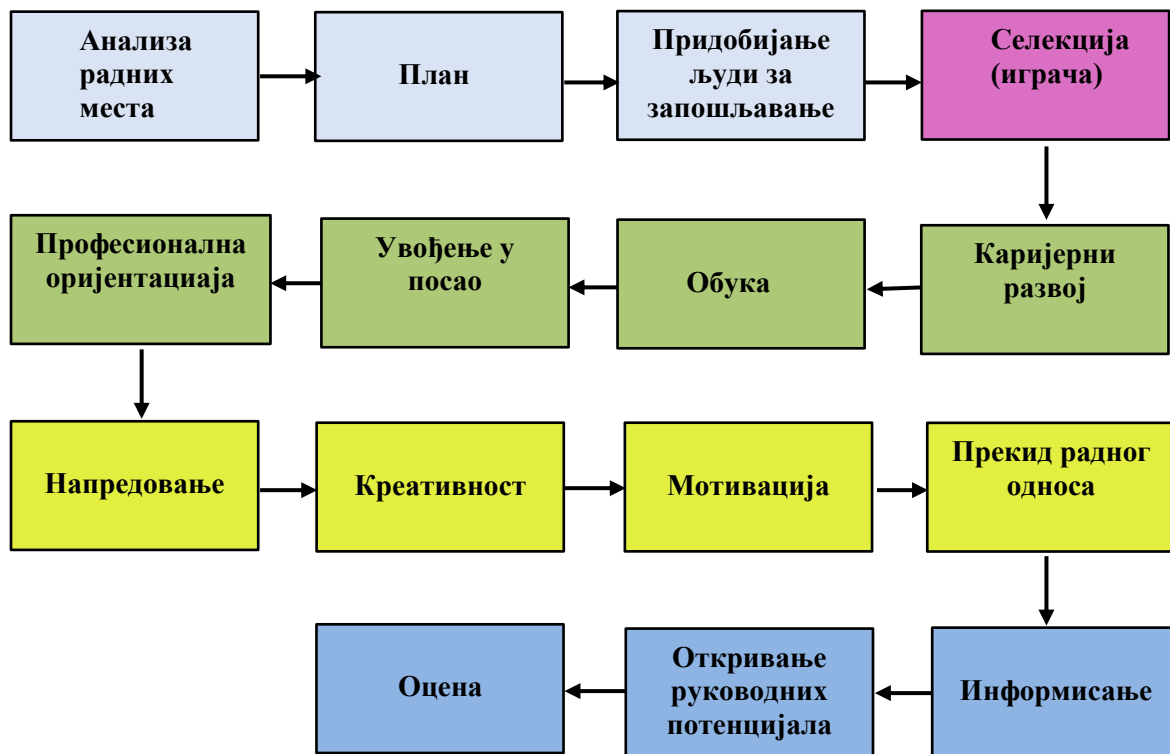 Анализа
радних
места
План
Придобијање
људи за
запошљавање
Селекција
(играча)
Каријерни
развој
Обука
Увођење у
посао
Професионална
оријентациаја
Напредовање
Креативност
Мотивација
Прекид радног
односа
Информисање
Откривање
руководних
потенцијала
Оцена